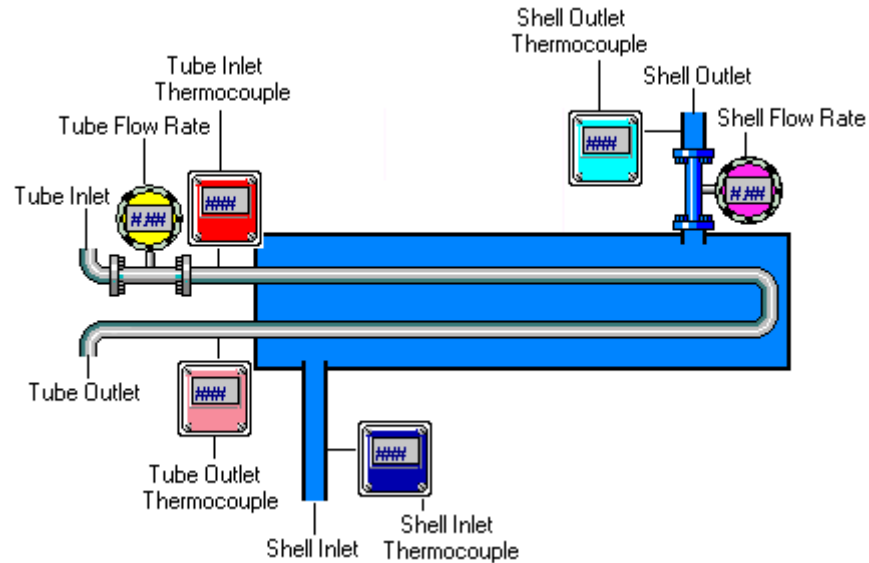 Shell Outlet
Thermocouple
Shell Outlet
Tube Inlet
Thermocouple
Shell Flow Rate
Tube Flow Rate
###
###
Tube Inlet
#.##
#.##
Tube Outlet
###
###
Tube Outlet
Thermocouple
Shell Inlet
Shell Inlet
Thermocouple